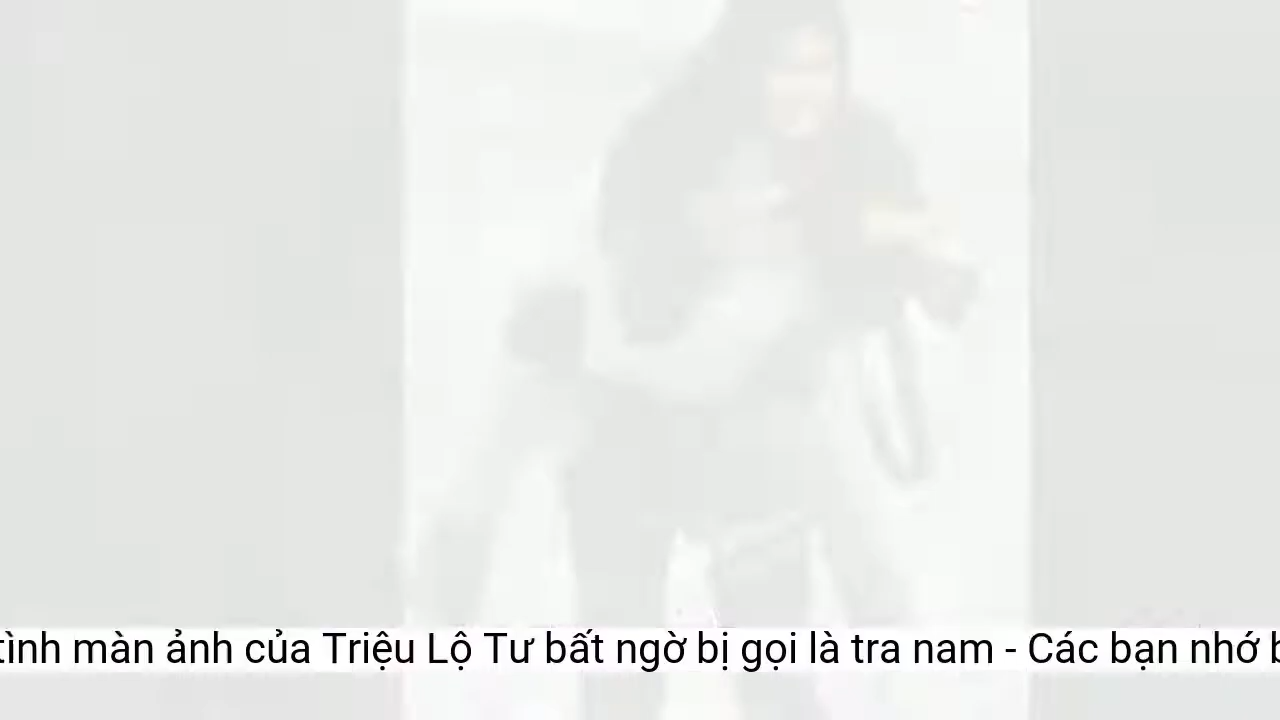 tình màn ảnh của Triệu Lộ Tư bất ngờ bị gọi là tra nam - Các bạn nhớ b